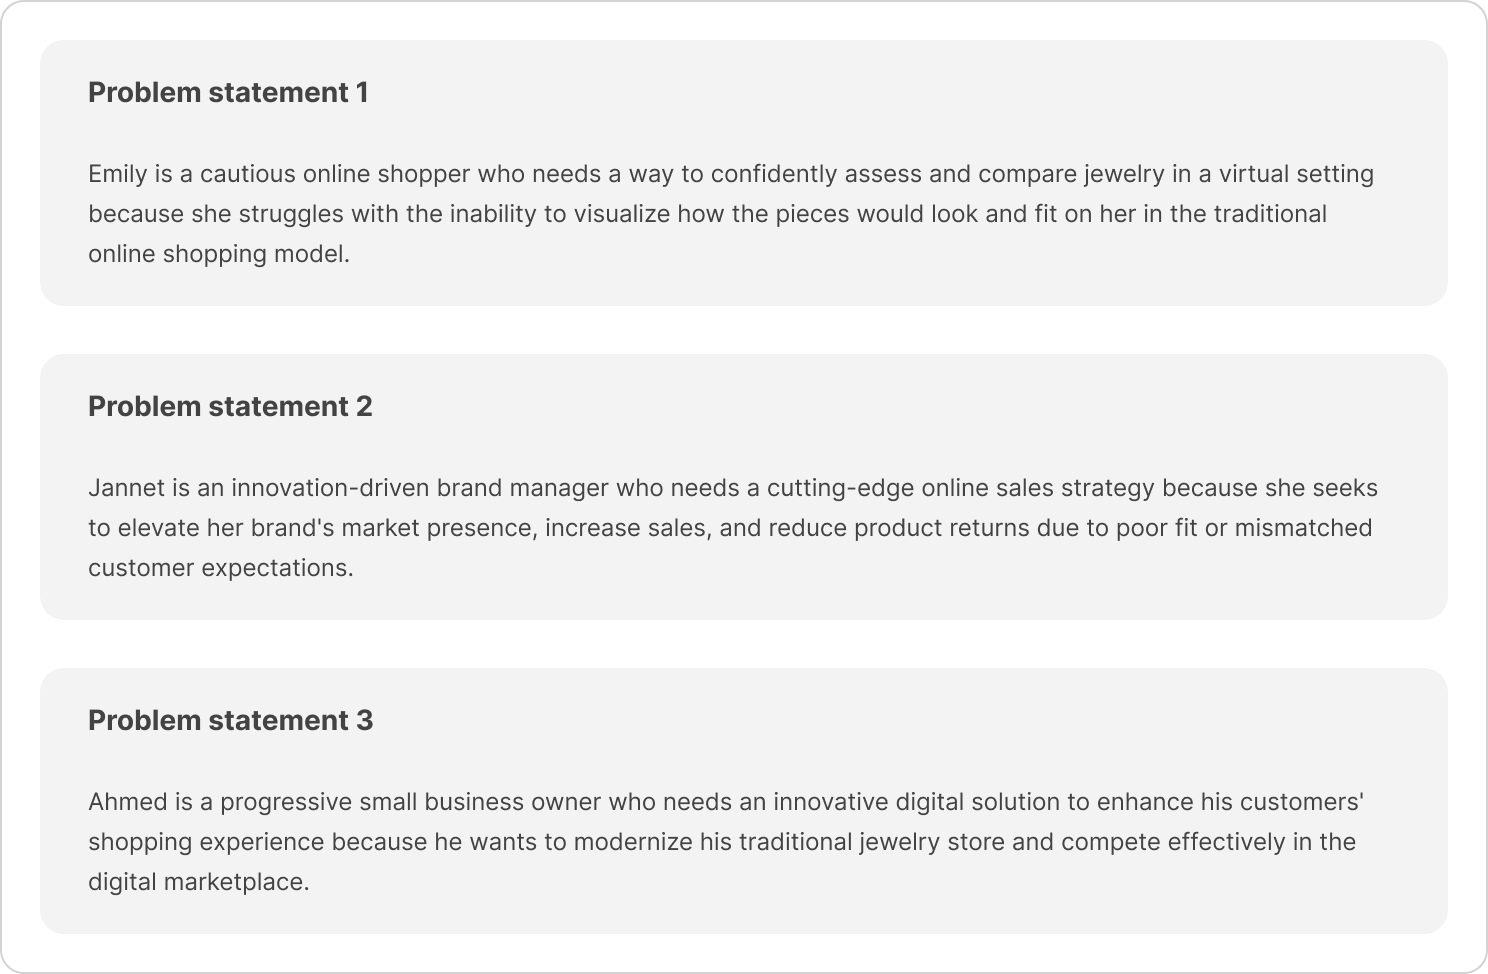 Problem statement 1
Emily is a cautious online shopper who needs a way to confidently assess and compare jewelry in a virtual setting
because she struggles with the inability to visualize how the pieces would look and fit on her in the traditional
online shopping model.
Problem statement 2
Jannet is an innovation-driven brand manager who needs a cutting-edge online sales strategy because she seeks
to elevate her brand's market presence, increase sales, and reduce product returns due to poor fit or mismatched
customer expectations.
Problem statement 3
Ahmed is a progressive small business owner who needs an innovative digital solution to enhance his customers'
shopping experience because he wants to modernize his traditional jewelry store and compete effectively in the
digital marketplace.